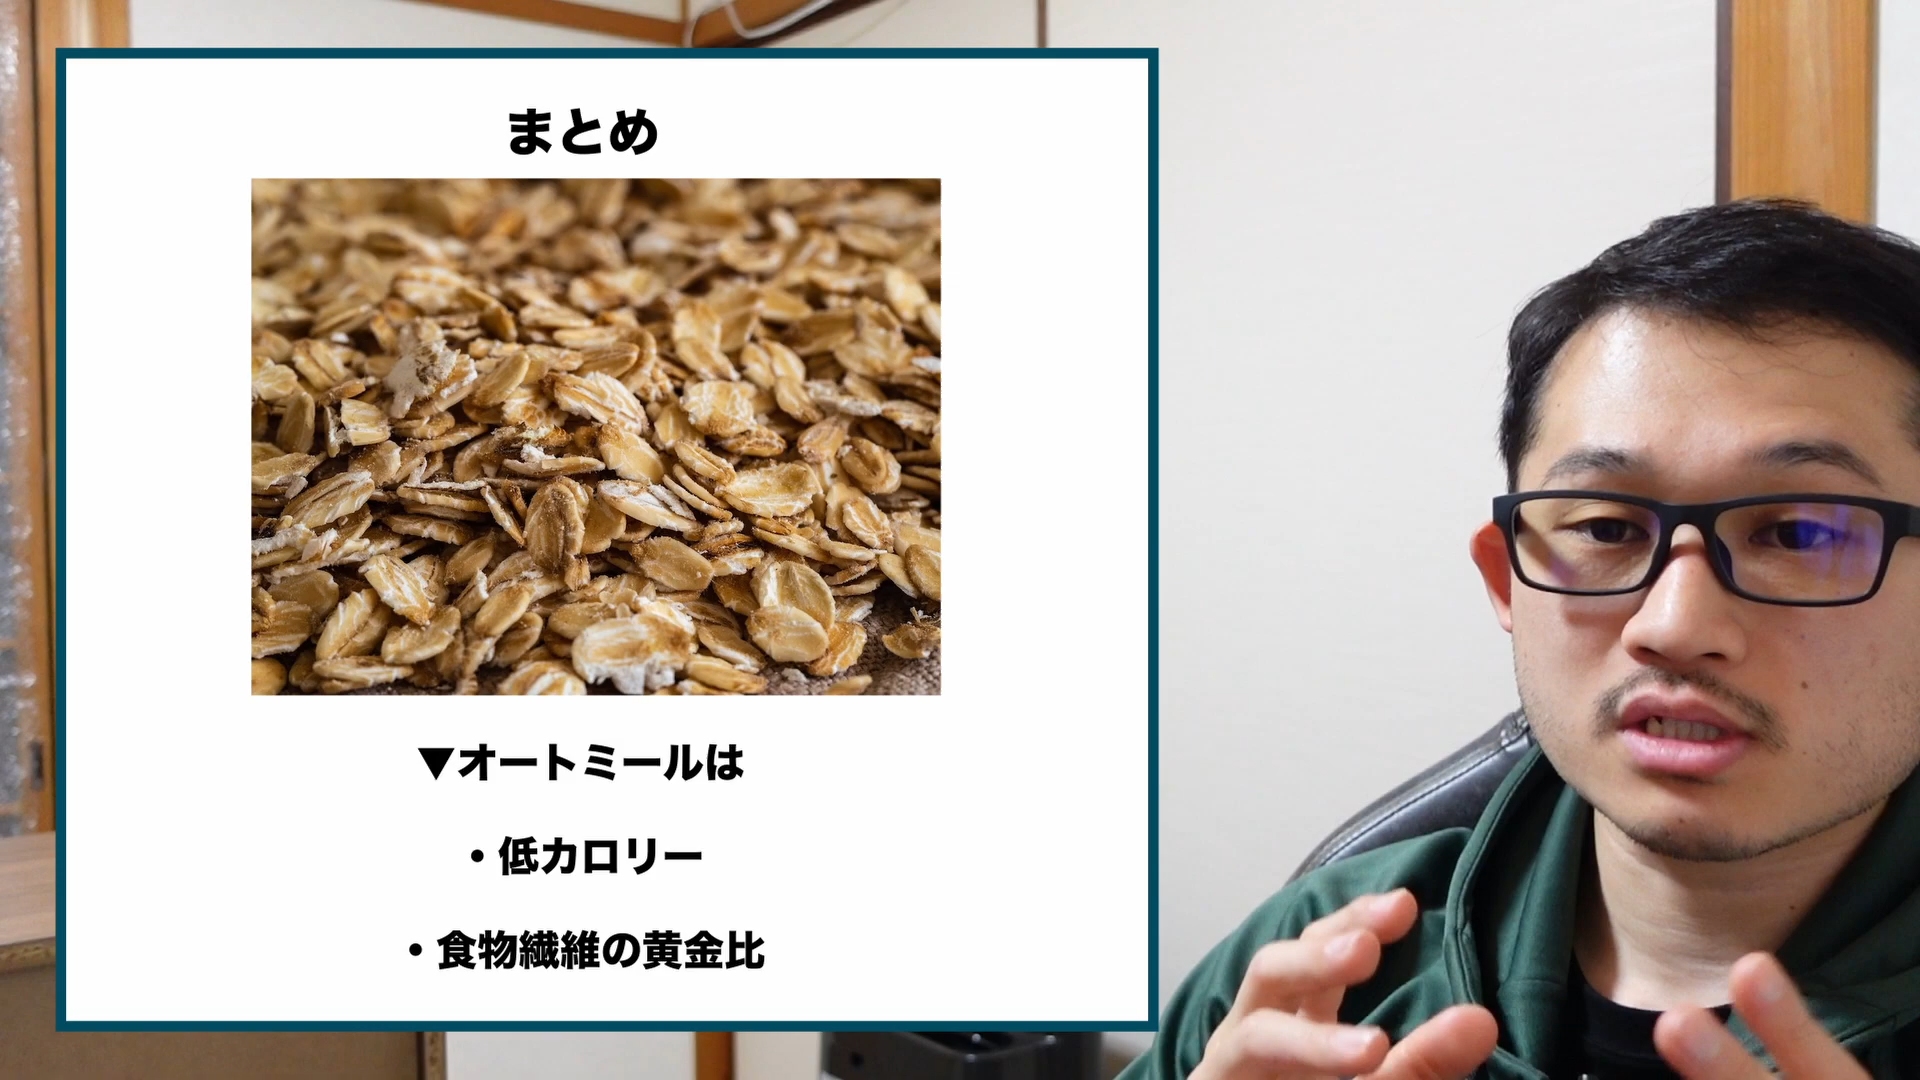 まとめ
▼オートミールは
・低カロリー
・食物繊維の黄金比